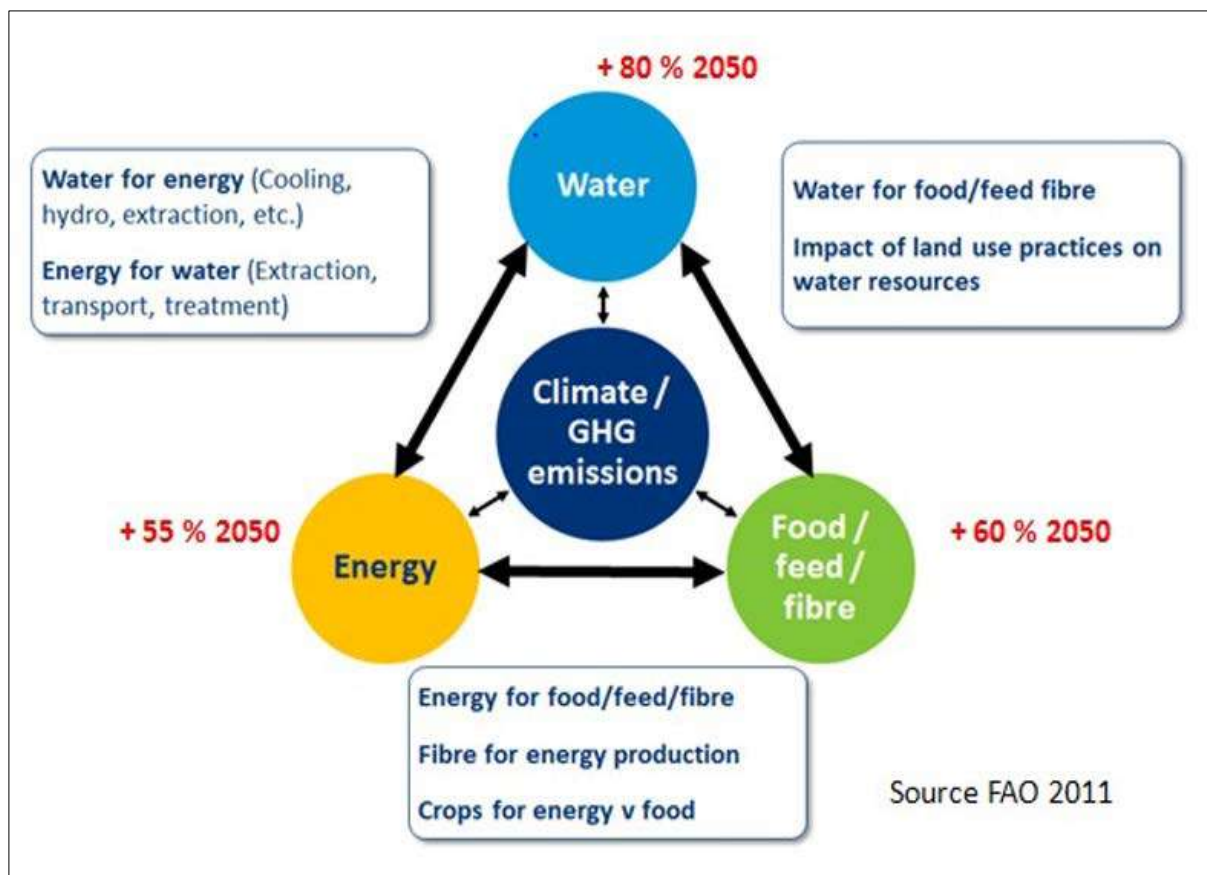 + 80 % 2050
Water
Water for energy (Cooling,
hydro, extraction, etc.)
Energy for water (Extraction,
transport, treatment)
Water for food/feed fibre
Impact of land use practices on
water resources
Climate /
GHG
emissions
+ 55 % 2050
Energy
Food /
feed /
fibre
+ 60 % 2050
Energy for food/feed/fibre
Fibre for energy production
Crops for energy v food
Source FAO 2011